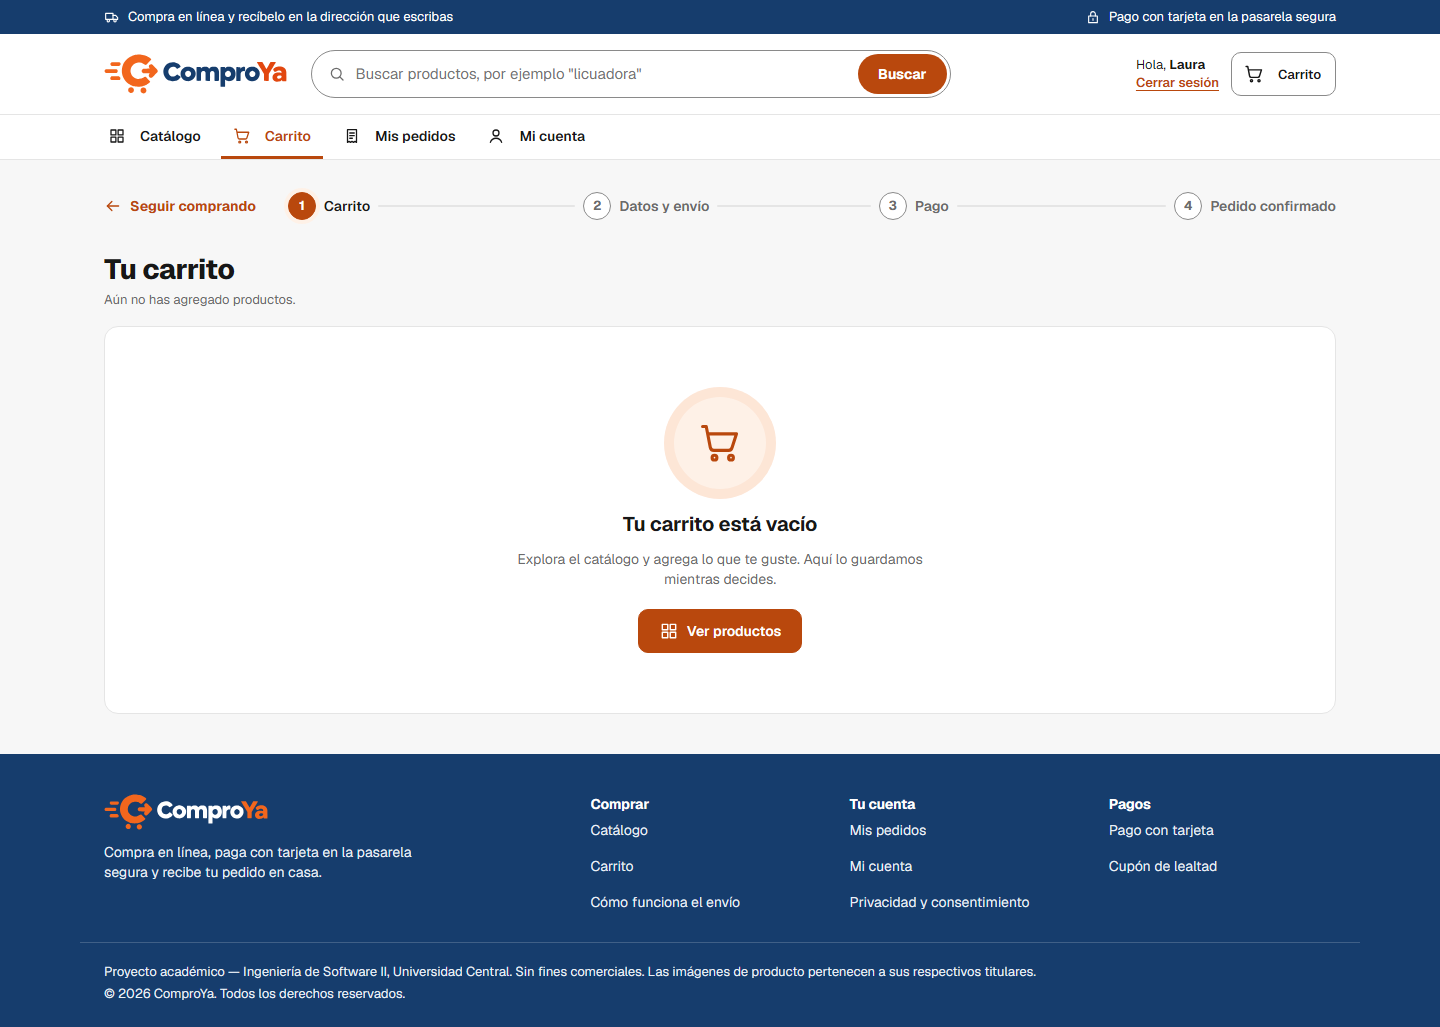 Compra en línea y recíbelo en la dirección que escribas
Pago con tarjeta en la pasarela segura
ComproYa
Buscar productos, por ejemplo "licuadora"
Buscar
Hola, Laura
Cerrar sesión
Carrito
Catálogo
Carrito
Mis pedidos
Mi cuenta
Seguir comprando
1 Carrito
2 Datos y envío
3 Pago
4 Pedido confirmado
Tu carrito
Aún no has agregado productos.
Tu carrito está vacío
Explora el catálogo y agrega lo que te guste. Aquí lo guardamos
mientras decides.
Ver productos
ComproYa
Compra en línea, paga con tarjeta en la pasarela
segura y recibe tu pedido en casa.
Comprar
Catálogo
Carrito
Cómo funciona el envío
Tu cuenta
Mis pedidos
Mi cuenta
Privacidad y consentimiento
Pagos
Pago con tarjeta
Cupón de lealtad
Proyecto académico — Ingeniería de Software II, Universidad Central. Sin fines comerciales. Las imágenes de producto pertenecen a sus respectivos titulares.
© 2026 ComproYa. Todos los derechos reservados.